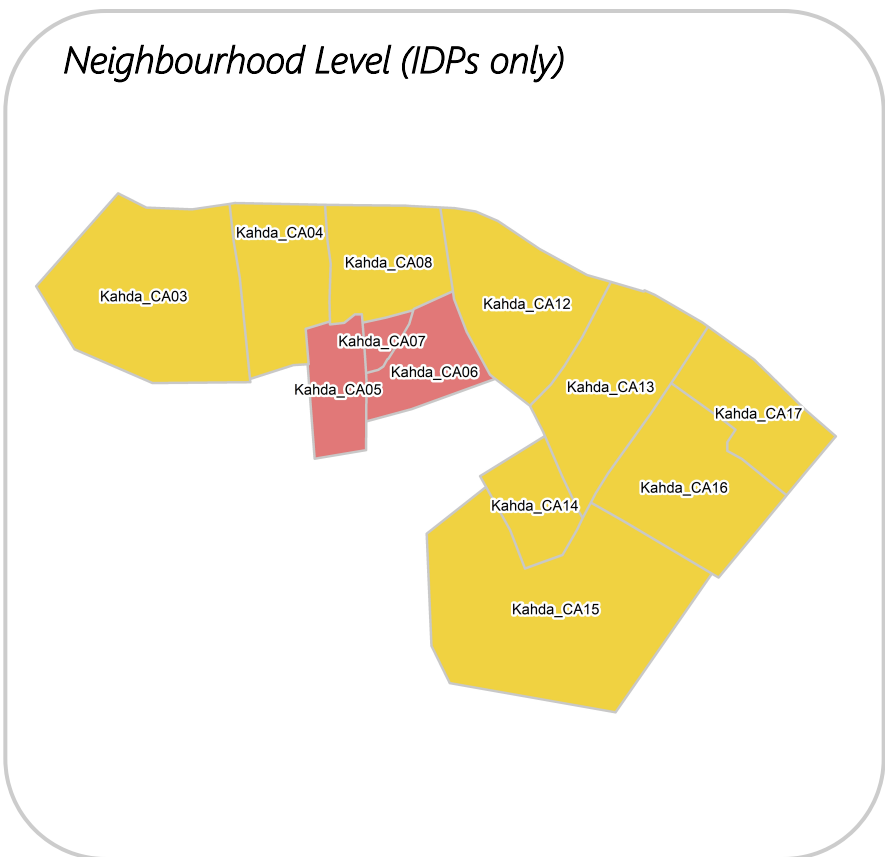 Neighbourhood Level (IDPs only)
Kahda_CA04
Kahda_CA08
Kahda_CA03
Kahda_CA12
Kahda_CA07
Kahda_CA06
Kahda_CA05
Kahda_CA13
Kahda_CA17
Kahda_CA16
Kahda_CA14
Kahda_CA15